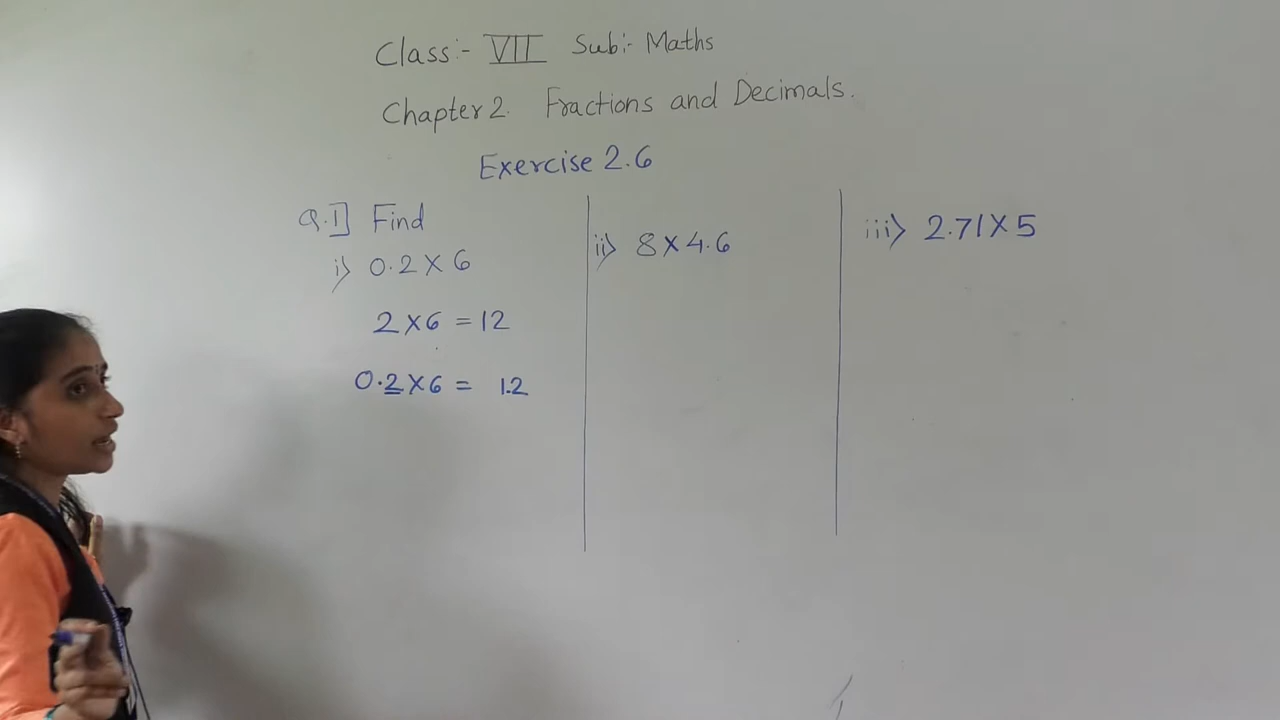 Class:- VII Sub:- Maths
Chapter 2. Fractions and Decimals.
Exercise 2.6
Q.1] Find
i) 0.2 X 6
2 X 6 = 12
0.2 X 6 = 1.2
ii) 8 X 4.6
iii) 2.71 X 5